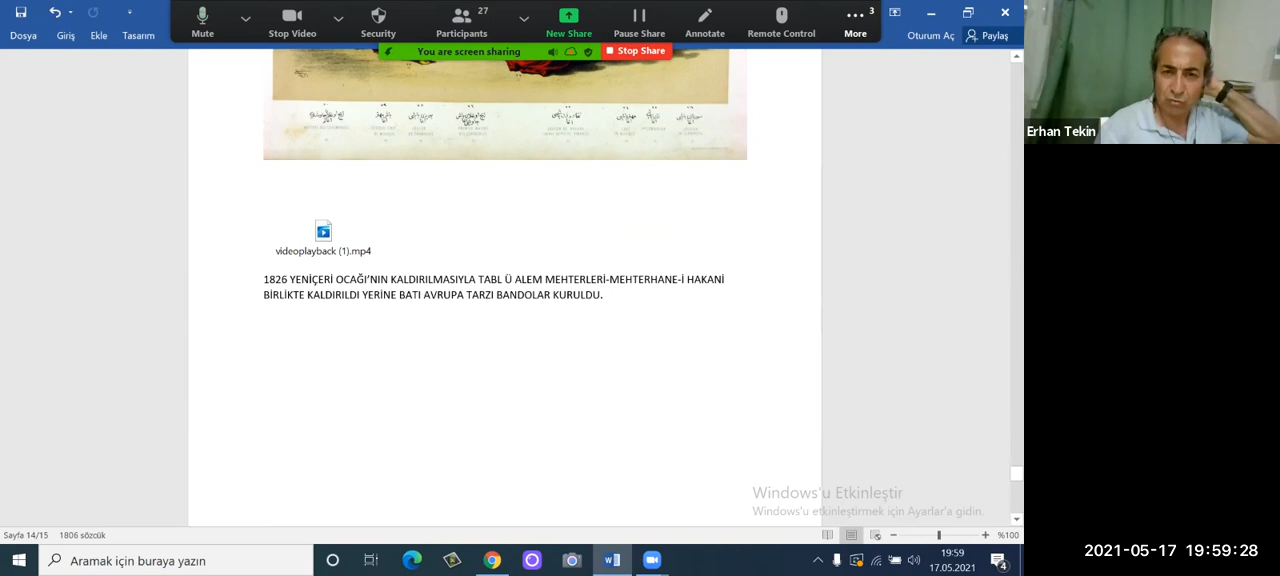 27
3
Dosya
Giriş
Ekle
Tasarım
Mute
Stop Video
Security
Participants
New Share
Pause Share
Annotate
Remote Control
More
Oturum Aç
Paylaş
You are screen sharing
Stop Share
Erhan Tekin
videoplayback (1).mp4
1826 YENİÇERİ OCAĞI’NIN KALDIRILMASIYLA TABL Ü ALEM MEHTERLERİ-MEHTERHANE-İ HAKANİ
BİRLİKTE KALDIRILDI YERİNE BATI AVRUPA TARZI BANDOLAR KURULDU.
Windows'u Etkinleştir
Windows'u etkinleştirmek için Ayarlar'a gidin.
Sayfa 14/15 1806 sözcük
%100
Aramak için buraya yazın
19:59
17.05.2021
4
2021-05-17 19:59:28